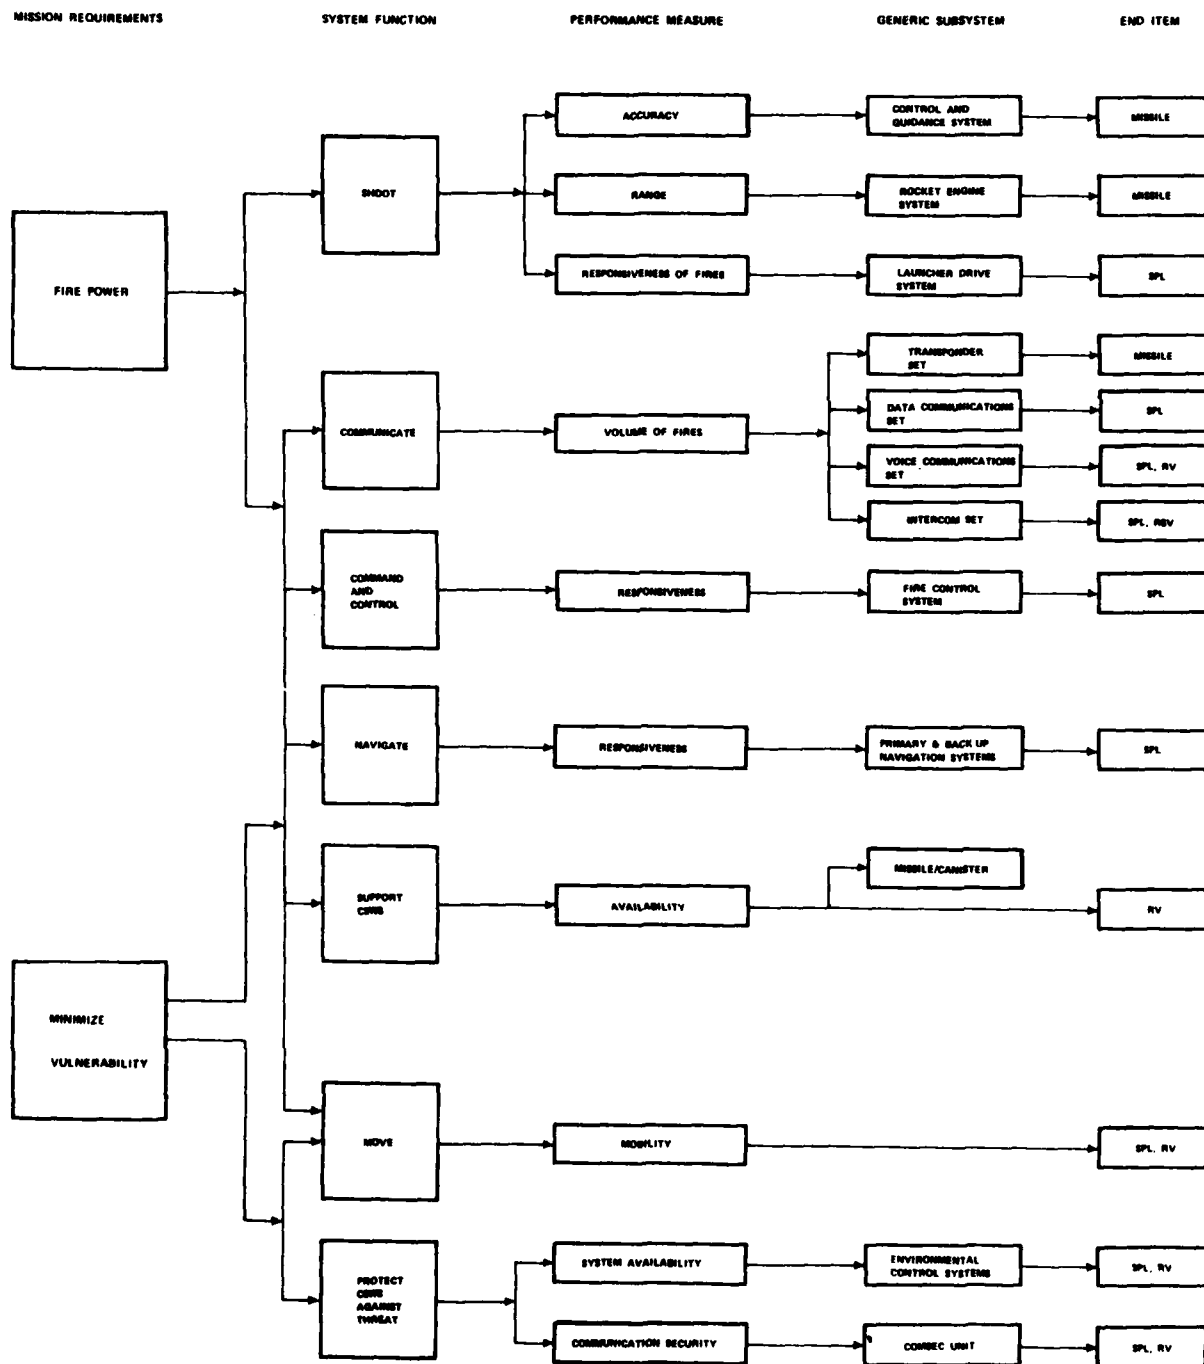 MISSION REQUIREMENTS
SYSTEM FUNCTION
PERFORMANCE MEASURE
GENERIC SUBSYSTEM
END ITEM
ACCURACY
CONTROL AND
GUIDANCE SYSTEM
MISSILE
SHOOT
RANGE
ROCKET ENGINE
SYSTEM
MISSILE
FIRE POWER
RESPONSIVENESS OF FIRES
LAUNCHER DRIVE
SYSTEM
SPL
TRANSPONDER
SET
MISSILE
COMMUNICATE
VOLUME OF FIRES
DATA COMMUNICATIONS
SET
SPL
VOICE COMMUNICATIONS
SET
SPL, RV
INTERCOM SET
SPL, RSV
COMMAND
AND
CONTROL
RESPONSIVENESS
FIRE CONTROL
SYSTEM
SPL
NAVIGATE
RESPONSIVENESS
PRIMARY & BACK UP
NAVIGATION SYSTEMS
SPL
MISSILE/CANISTER
SUPPORT
CSWS
AVAILABILITY
RV
MINIMIZE
VULNERABILITY
MOVE
MOBILITY
SPL, RV
SYSTEM AVAILABILITY
ENVIRONMENTAL
CONTROL SYSTEMS
SPL, RV
PROTECT
CSWS
AGAINST
THREAT
COMMUNICATION SECURITY
COMSEC UNIT
SPL, RV